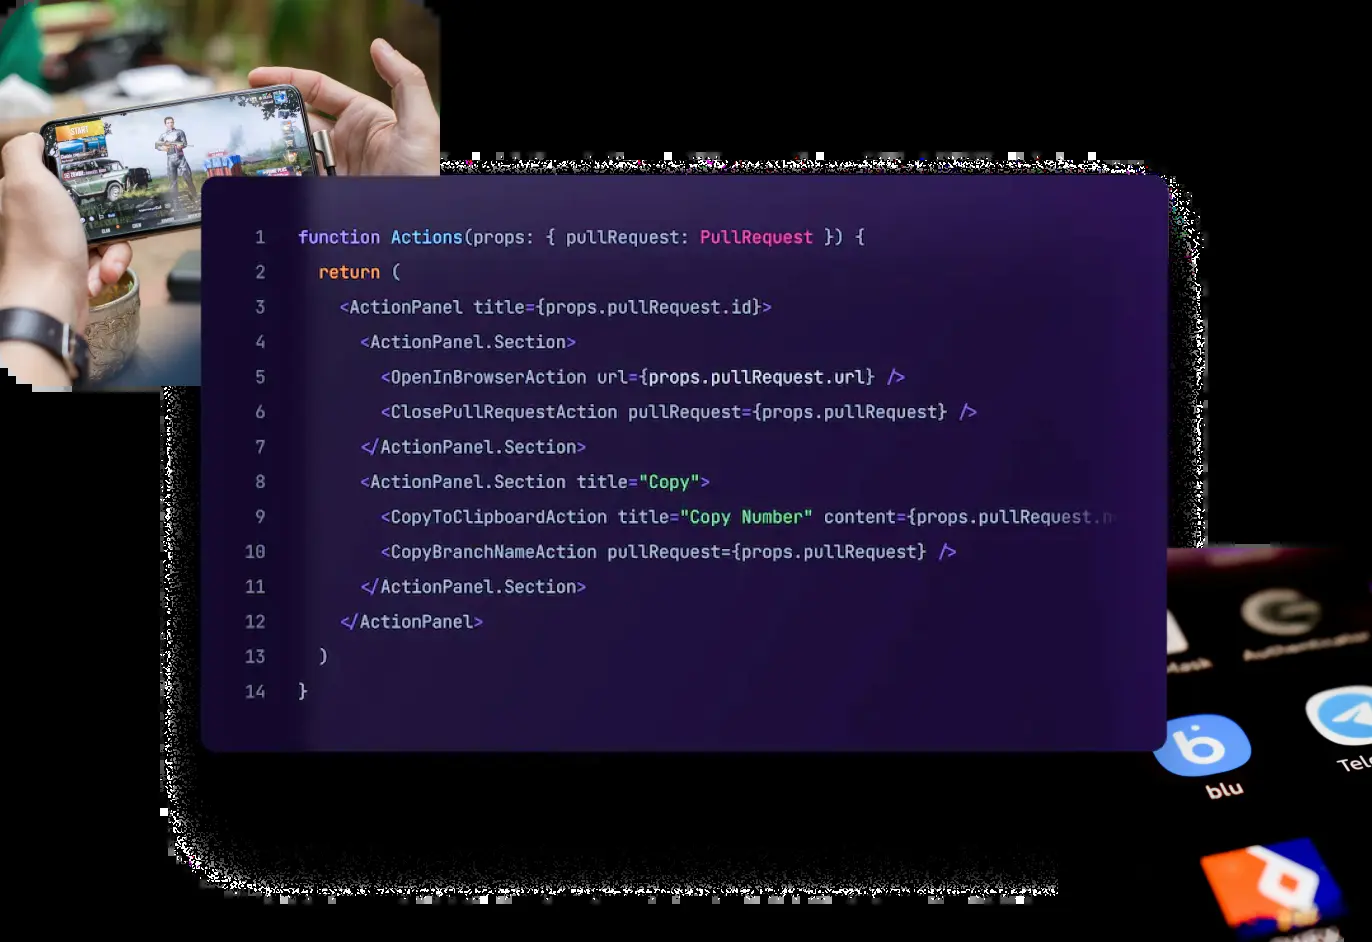 START
1 function Actions(props: { pullRequest: PullRequest }) {
2 return (
3 <ActionPanel title={props.pullRequest.id}>
4 <ActionPanel.Section>
5 <OpenInBrowserAction url={props.pullRequest.url} />
6 <ClosePullRequestAction pullRequest={props.pullRequest} />
7 </ActionPanel.Section>
8 <ActionPanel.Section title="Copy">
9 <CopyToClipboardAction title="Copy Number" content={props.pullRequest.n
10 <CopyBranchNameAction pullRequest={props.pullRequest} />
11 </ActionPanel.Section>
12 </ActionPanel>
13 )
14 }
Authenticator
blu
Tele